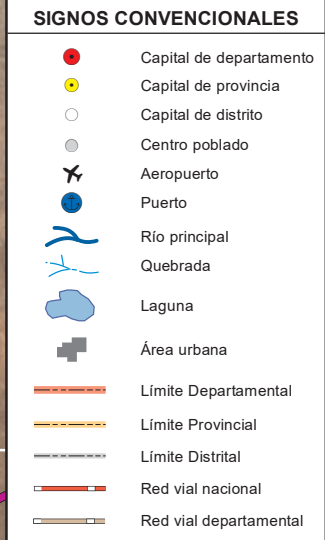 SIGNOS CONVENCIONALES
Capital de departamento
Capital de provincia
Capital de distrito
Centro poblado
Aeropuerto
Puerto
Río principal
Quebrada
Laguna
Área urbana
Límite Departamental
Límite Provincial
Límite Distrital
Red vial nacional
Red vial departamental